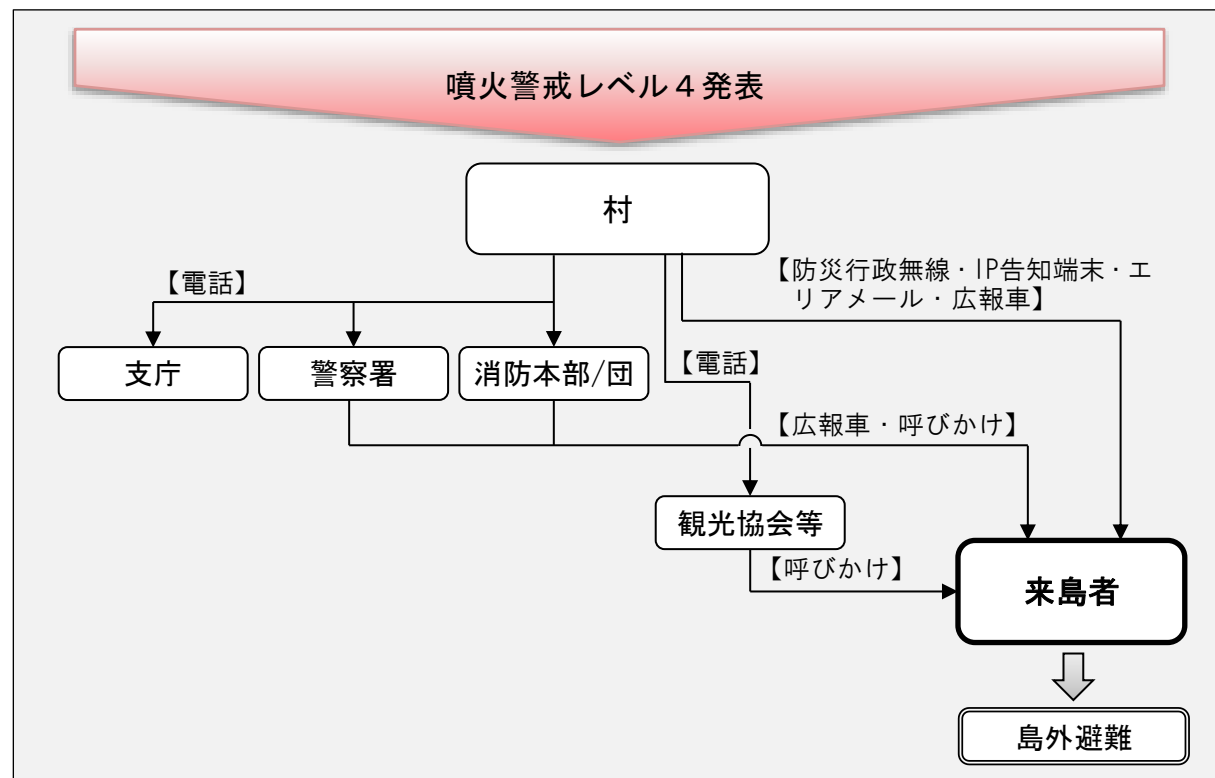 噴火警戒レベル４発表
村
【防災行政無線・IP告知端末・エ
リアメール・広報車】
【電話】
支庁
警察署
消防本部/団
【電話】
【広報車・呼びかけ】
観光協会等
【呼びかけ】
来島者
島外避難